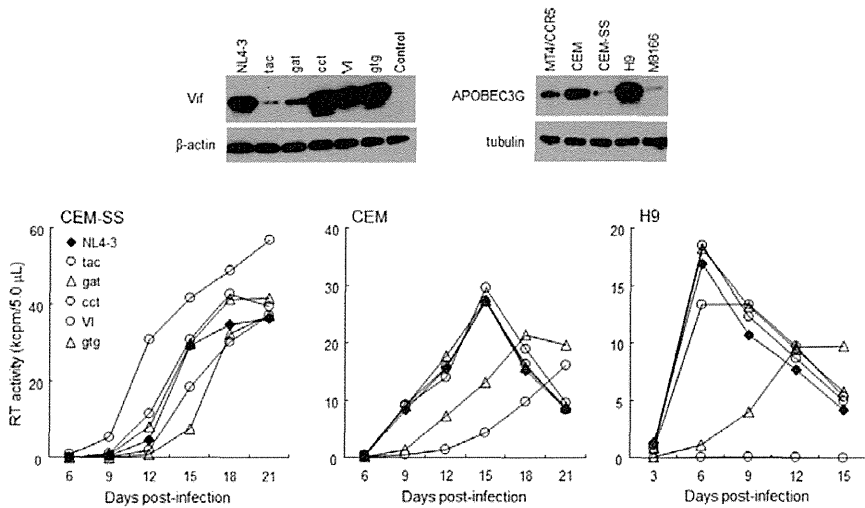 NL4-3
tac
gat
cct
VI
gtg
Control
Vif
β-actin
MT4/CCR5
CEM
CEM-SS
H9
M8166
APOBEC3G
tubulin
CEM-SS
NL4-3
tac
gat
cct
VI
gtg
RT activity (kcpm/5.0 μL)
60
40
20
0
6 9 12 15 18 21
Days post-infection
CEM
40
30
20
10
0
6 9 12 15 18 21
Days post-infection
H9
20
15
10
5
0
3 6 9 12 15
Days post-infection